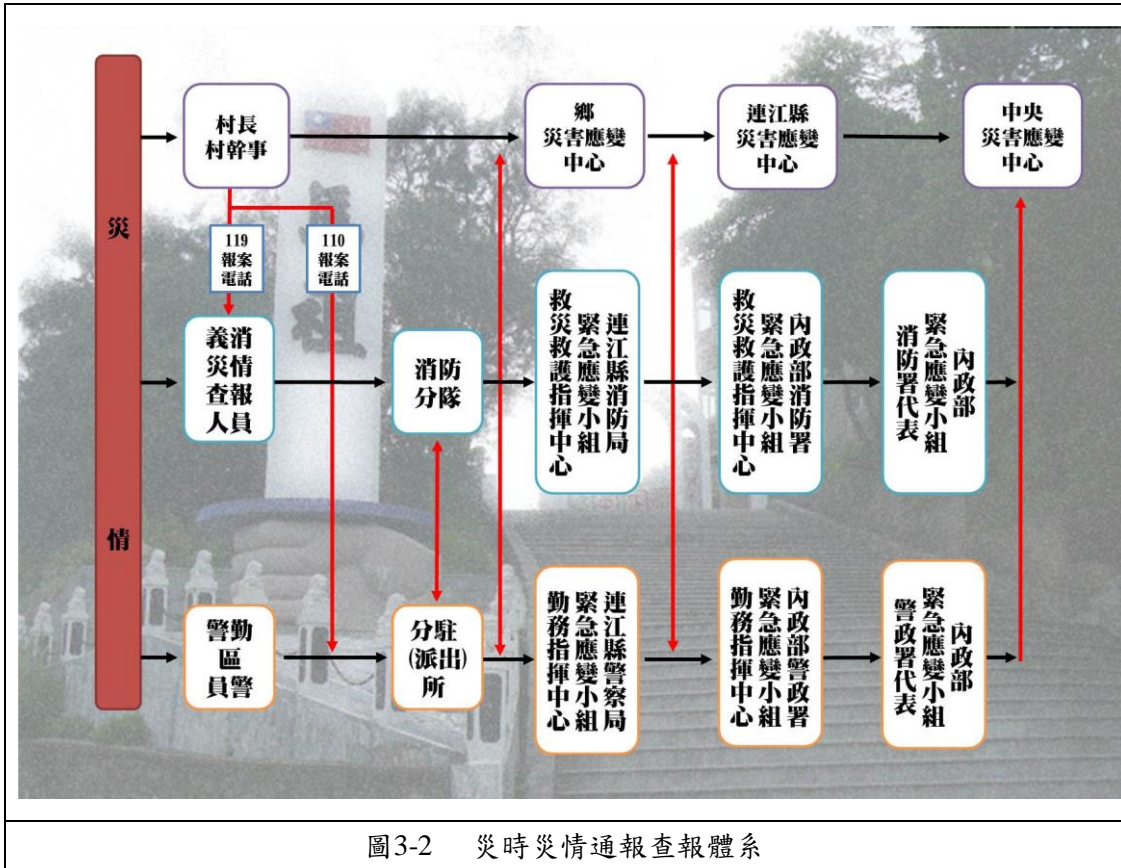 災
情
村長
村幹事
鄉
災害應變
中心
連江縣
災害應變
中心
中央
災害應變
中心
119
報案
電話
110
報案
電話
義消
災情
查報
人員
消防
分隊
連江縣消防局
緊急應變小組
救災救護指揮中心
內政部消防署
緊急應變小組
救災救護指揮中心
內政部
緊急應變小組
消防署代表
警勤
區
員警
分駐
(派出)
所
連江縣警察局
緊急應變小組
勤務指揮中心
內政部警政署
緊急應變小組
勤務指揮中心
內政部
緊急應變小組
警政署代表
圖3-2 災時災情通報查報體系